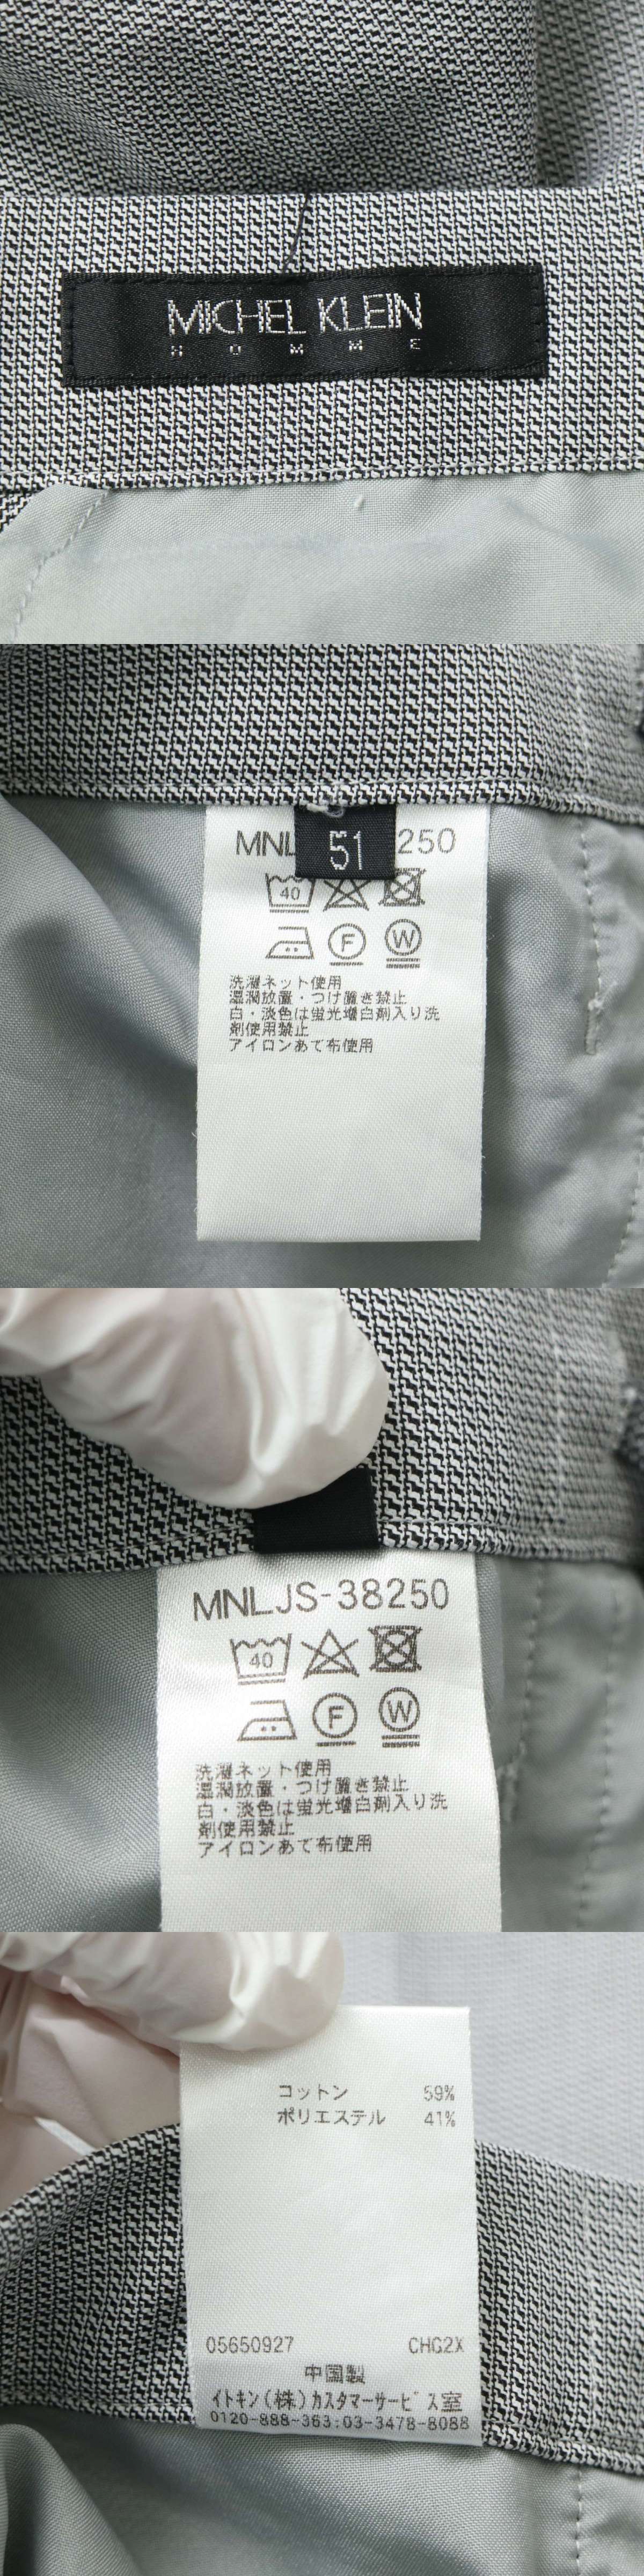 MICHEL KLEIN
HOMME
MNL
51
250
40
F
W
洗濯ネット使用
湿潤放置・つけ置き禁止
白・淡色は蛍光増白剤入り洗
剤使用禁止
アイロンあて布使用
MNLJS-38250
40
F
W
洗濯ネット使用
湿潤放置・つけ置き禁止
白・淡色は蛍光増白剤入り洗
剤使用禁止
アイロンあて布使用
コットン 59%
ポリエステル 41%
05650927 CHG2X
中国製
イトキン(株)カスタマーサービス室
0120-888-363:03-3478-8088